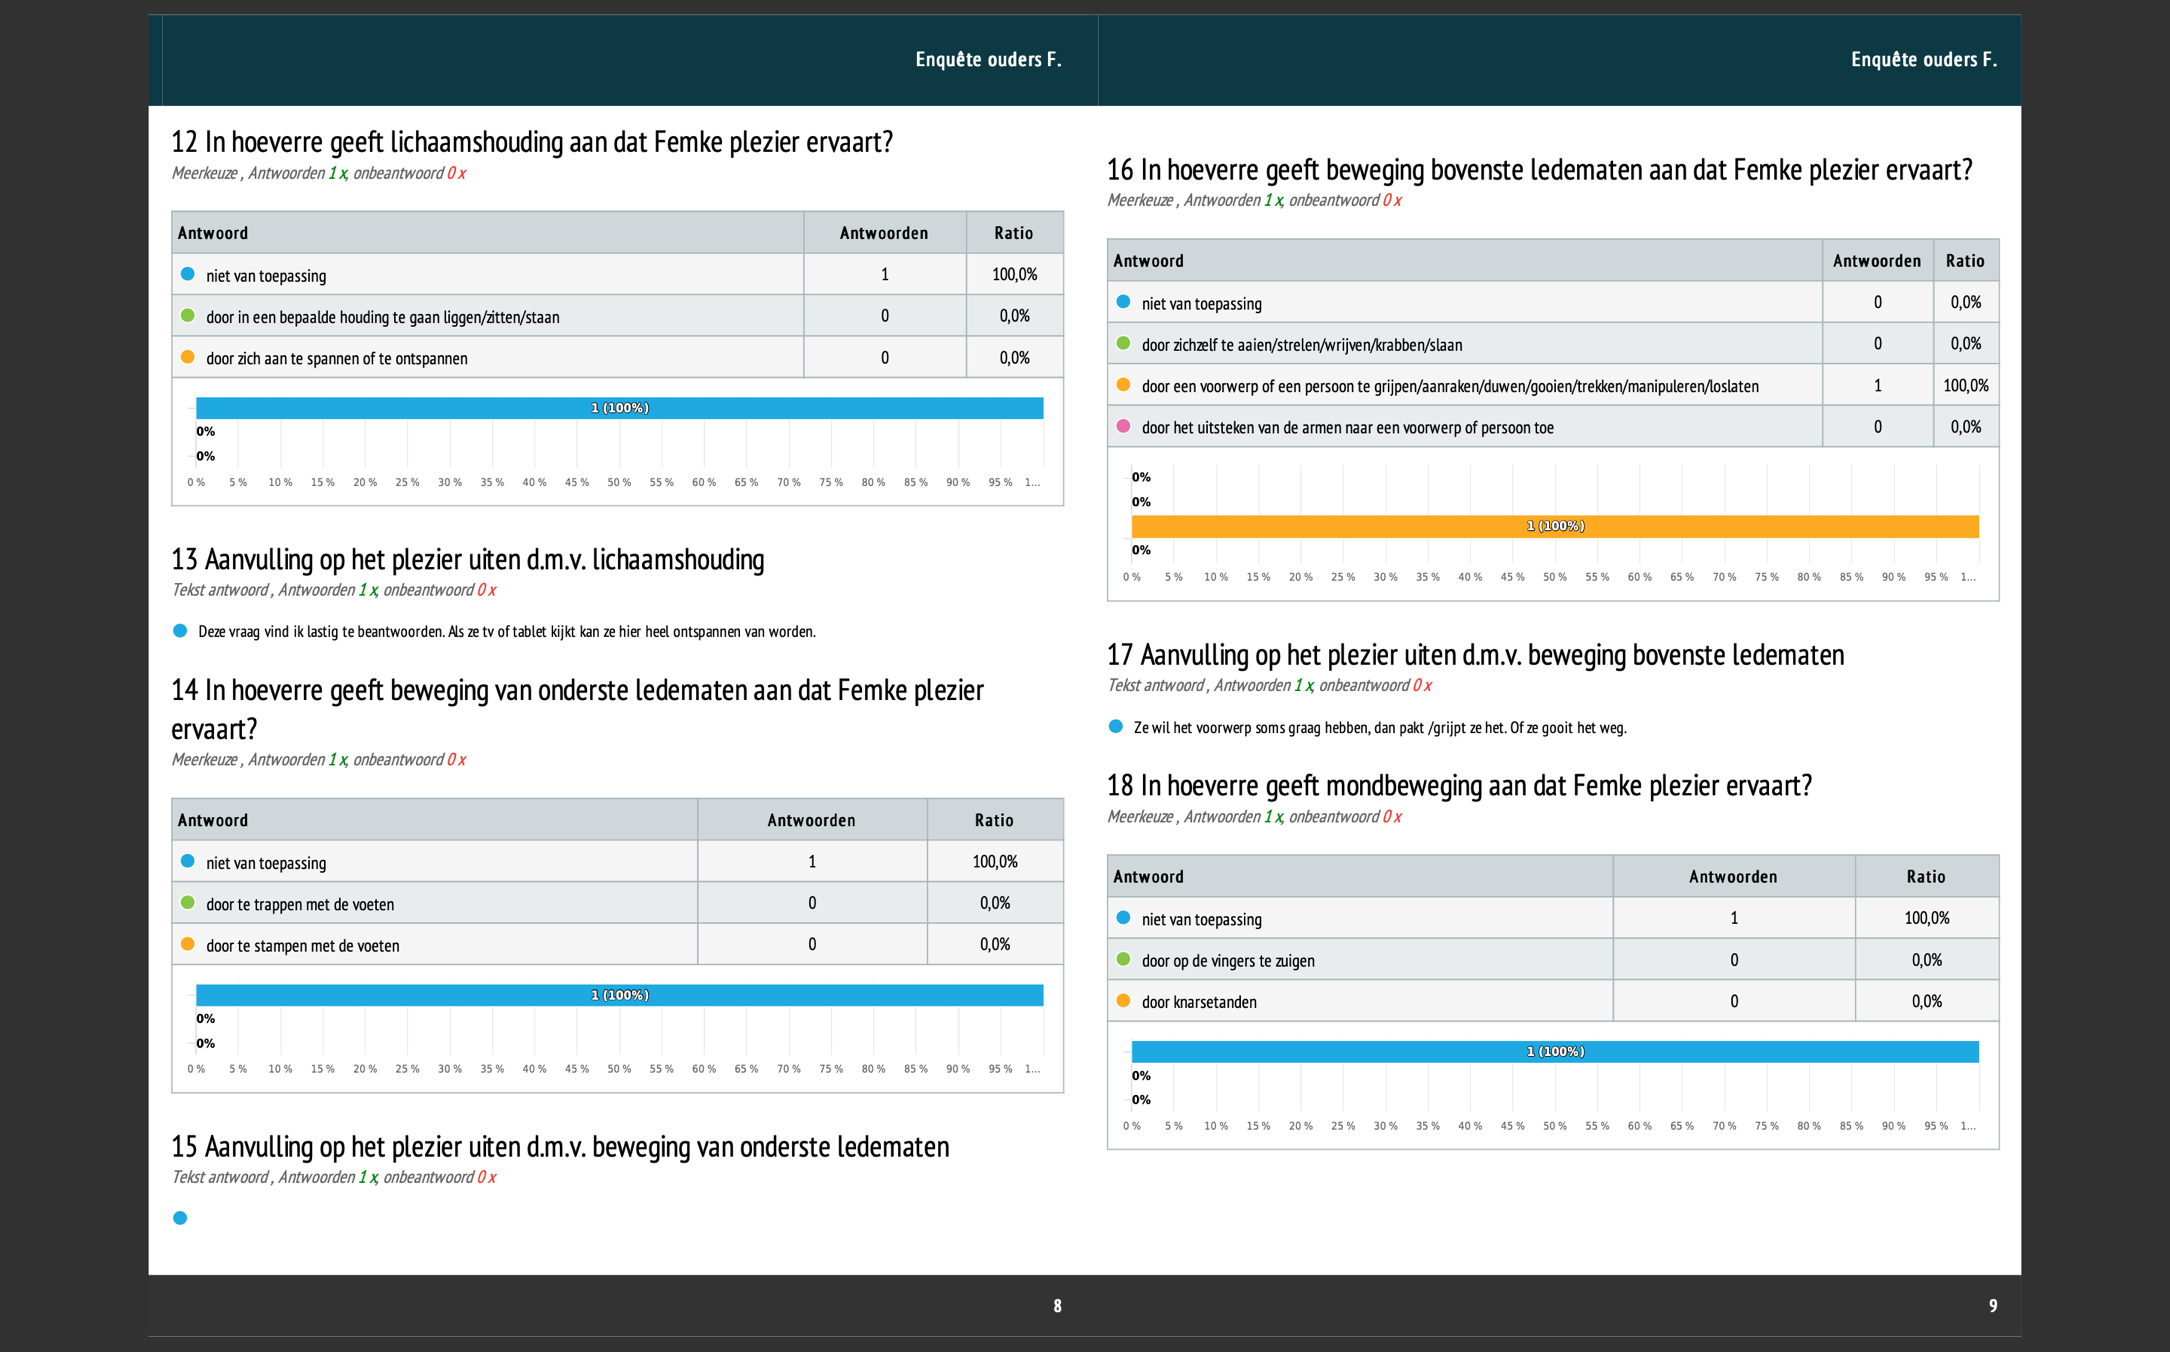 Enquête ouders F.
12 In hoeverre geeft lichaamshouding aan dat Femke plezier ervaart?
Meerkeuze , Antwoorden 1 x, onbeantwoord 0 x
Antwoord Antwoorden Ratio
niet van toepassing 1 100,0%
door in een bepaalde houding te gaan liggen/zitten/staan 0 0,0%
door zich aan te spannen of te ontspannen 0 0,0%
1 (100%)
0%
0%
0 % 5 % 10 % 15 % 20 % 25 % 30 % 35 % 40 % 45 % 50 % 55 % 60 % 65 % 70 % 75 % 80 % 85 % 90 % 95 % 1...
13 Aanvulling op het plezier uiten d.m.v. lichaamshouding
Tekst antwoord , Antwoorden 1 x, onbeantwoord 0 x
Deze vraag vind ik lastig te beantwoorden. Als ze tv of tablet kijkt kan ze hier heel ontspannen van worden.
14 In hoeverre geeft beweging van onderste ledematen aan dat Femke plezier
ervaart?
Meerkeuze , Antwoorden 1 x, onbeantwoord 0 x
Antwoord Antwoorden Ratio
niet van toepassing 1 100,0%
door te trappen met de voeten 0 0,0%
door te stampen met de voeten 0 0,0%
1 (100%)
0%
0%
0 % 5 % 10 % 15 % 20 % 25 % 30 % 35 % 40 % 45 % 50 % 55 % 60 % 65 % 70 % 75 % 80 % 85 % 90 % 95 % 1...
15 Aanvulling op het plezier uiten d.m.v. beweging van onderste ledematen
Tekst antwoord , Antwoorden 1 x, onbeantwoord 0 x
8
Enquête ouders F.
16 In hoeverre geeft beweging bovenste ledematen aan dat Femke plezier ervaart?
Meerkeuze , Antwoorden 1 x, onbeantwoord 0 x
Antwoord Antwoorden Ratio
niet van toepassing 0 0,0%
door zichzelf te aaien/strelen/wrijven/krabben/slaan 0 0,0%
door een voorwerp of een persoon te grijpen/aanraken/duwen/gooien/trekken/manipuleren/loslaten 1 100,0%
door het uitsteken van de armen naar een voorwerp of persoon toe 0 0,0%
0%
0%
1 (100%)
0%
0 % 5 % 10 % 15 % 20 % 25 % 30 % 35 % 40 % 45 % 50 % 55 % 60 % 65 % 70 % 75 % 80 % 85 % 90 % 95 % 1...
17 Aanvulling op het plezier uiten d.m.v. beweging bovenste ledematen
Tekst antwoord , Antwoorden 1 x, onbeantwoord 0 x
Ze wil het voorwerp soms graag hebben, dan pakt /grijpt ze het. Of ze gooit het weg.
18 In hoeverre geeft mondbeweging aan dat Femke plezier ervaart?
Meerkeuze , Antwoorden 1 x, onbeantwoord 0 x
Antwoord Antwoorden Ratio
niet van toepassing 1 100,0%
door op de vingers te zuigen 0 0,0%
door knarsetanden 0 0,0%
1 (100%)
0%
0%
0 % 5 % 10 % 15 % 20 % 25 % 30 % 35 % 40 % 45 % 50 % 55 % 60 % 65 % 70 % 75 % 80 % 85 % 90 % 95 % 1...
9